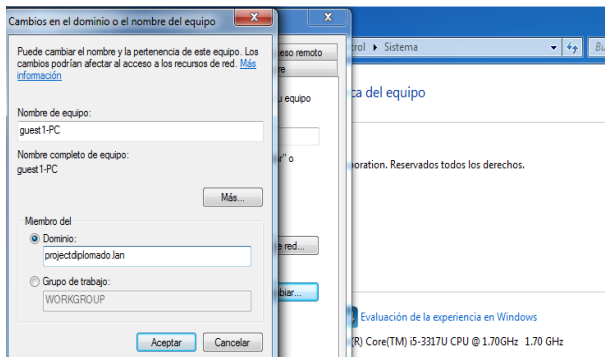 Cambios en el dominio o el nombre del equipo
Puede cambiar el nombre y la pertenencia de este equipo. Los
cambios podrían afectar al acceso a los recursos de red. Más
información
Nombre de equipo:
guest1-PC
Nombre completo de equipo:
guest1-PC
Más...
Miembro del
Dominio:
projectdiplomado.lan
Grupo de trabajo:
WORKGROUP
Aceptar
Cancelar
eso remoto
re
u equipo
r" o
e red...
biar...
trol ▸ Sistema
Bu
ca del equipo
oration. Reservados todos los derechos.
Evaluación de la experiencia en Windows
(R) Core(TM) i5-3317U CPU @ 1.70GHz 1.70 GHz